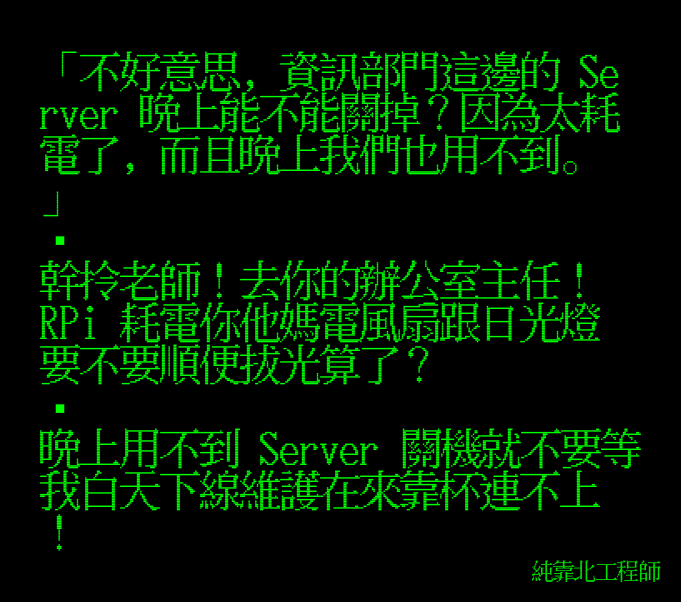 「不好意思, 資訊部門這邊的 Se
rver 晚上能不能關掉？因為太耗
電了, 而且晚上我們也用不到。
」
▪
幹拎老師！去你的辦公室主任！
RPi 耗電你他媽電風扇跟日光燈
要不要順便拔光算了？
▪
晚上用不到 Server 關機就不要等
我白天下線維護在來靠杯連不上
！
純靠北工程師